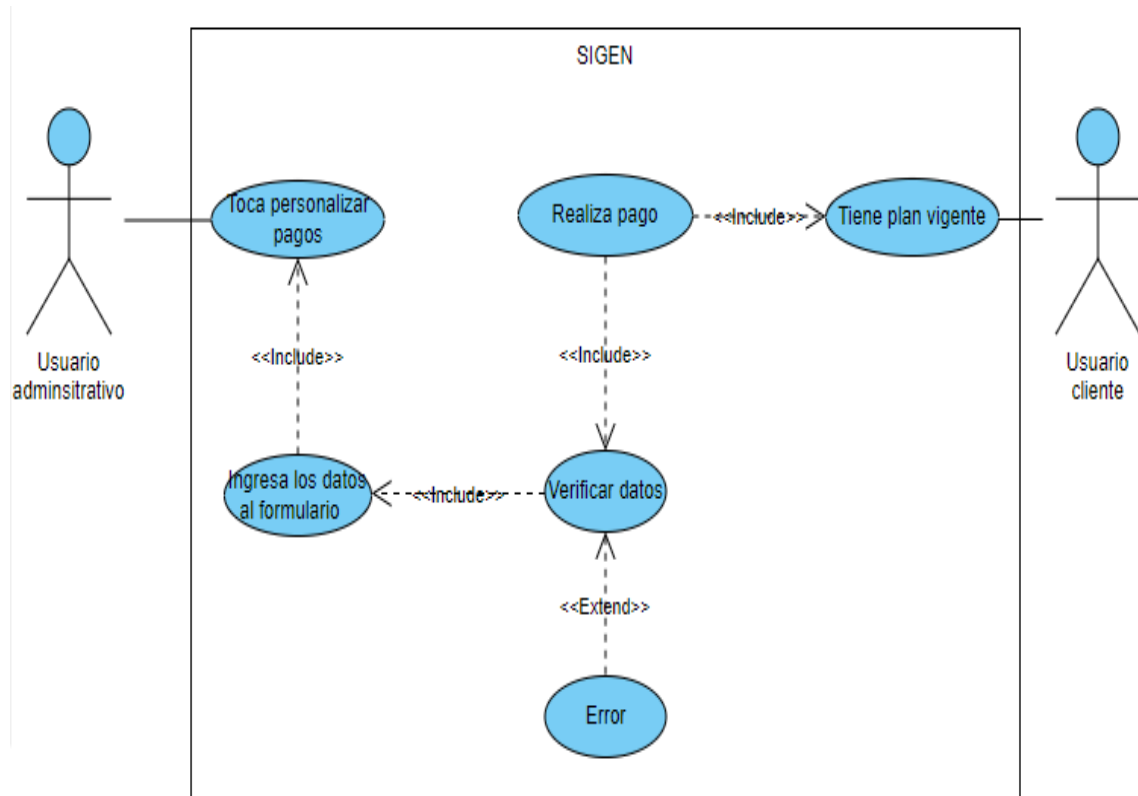 SIGEN
Toca personalizar
pagos
Realiza pago
<<Include>>
Tiene plan vigente
Usuario
adminsitrativo
<<Include>>
<<Include>>
Usuario
cliente
Ingresa los datos
al formulario
<<Include>>
Verificar datos
<<Extend>>
Error